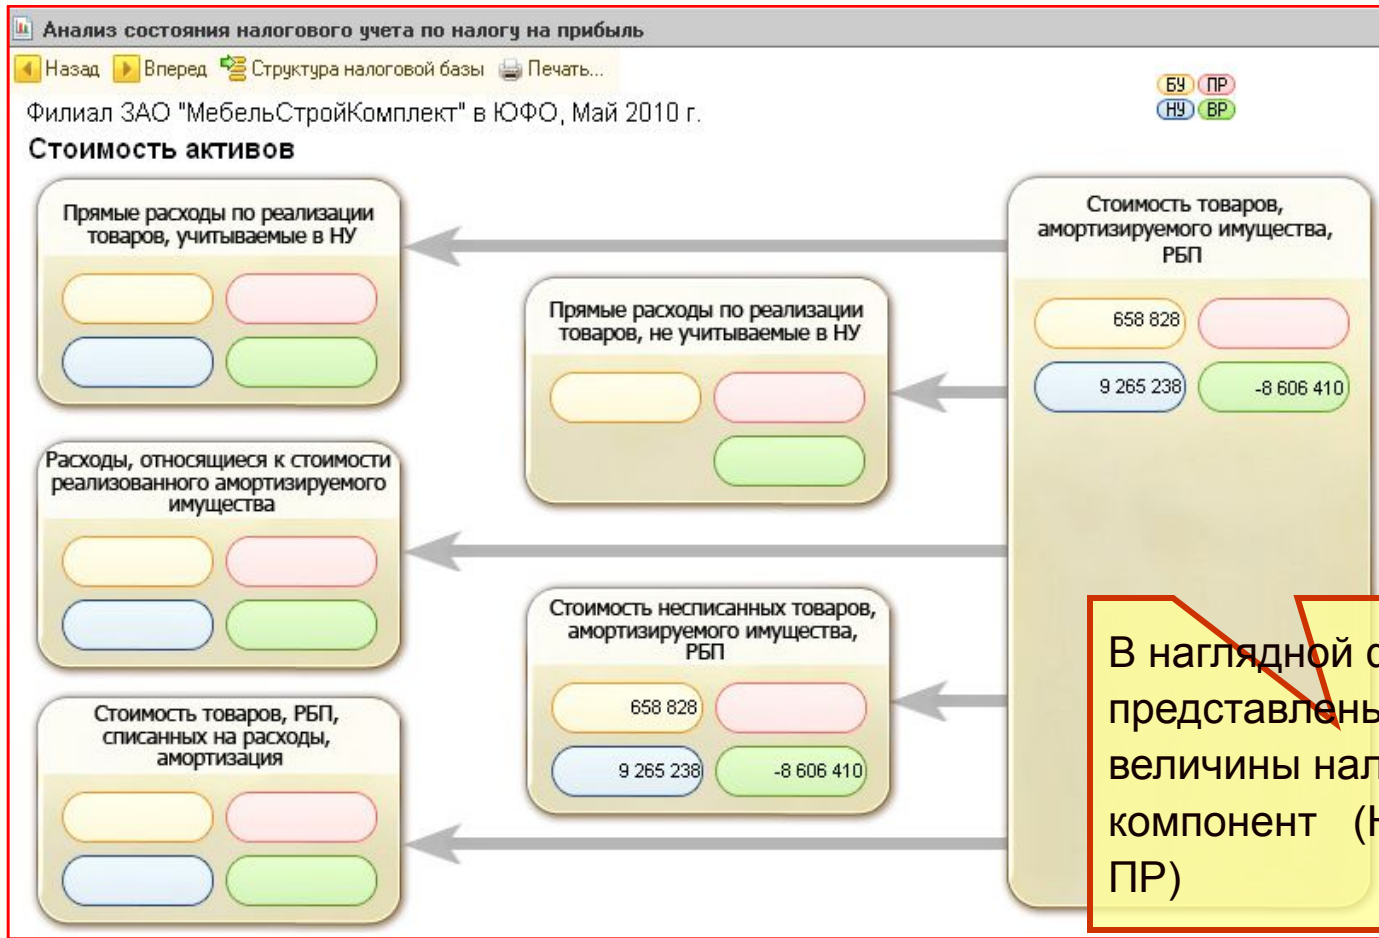 Анализ состояния налогового учета по налогу на прибыль
Назад Вперед Структура налоговой базы Печать...
БУ ПР
НУ ВР
Филиал ЗАО "МебельСтройКомплект" в ЮФО, Май 2010 г.
Стоимость активов
Прямые расходы по реализации
товаров, учитываемые в НУ
Стоимость товаров,
амортизируемого имущества,
РБП
658 828
9 265 238 -8 606 410
Прямые расходы по реализации
товаров, не учитываемые в НУ
Расходы, относящиеся к стоимости
реализованного амортизируемого
имущества
Стоимость несписанных товаров,
амортизируемого имущества,
РБП
658 828
9 265 238 -8 606 410
Стоимость товаров, РБП,
списанных на расходы,
амортизация
В наглядной
представлены
величины
компонент
ПР)